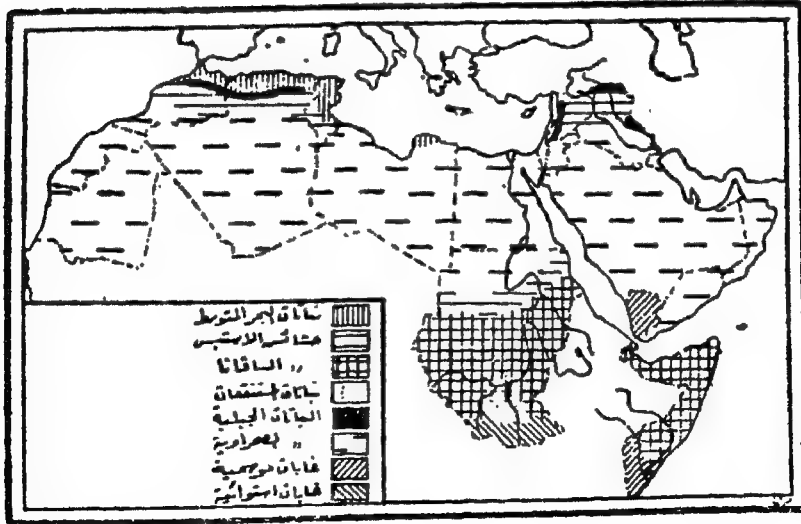 نباتات البحر المتوسط
حشائش الاستبس
" السافانا
نباتات المستنقعات
النباتات الجبلية
" الصحراوية
غابات موسمية
غابات استوائية